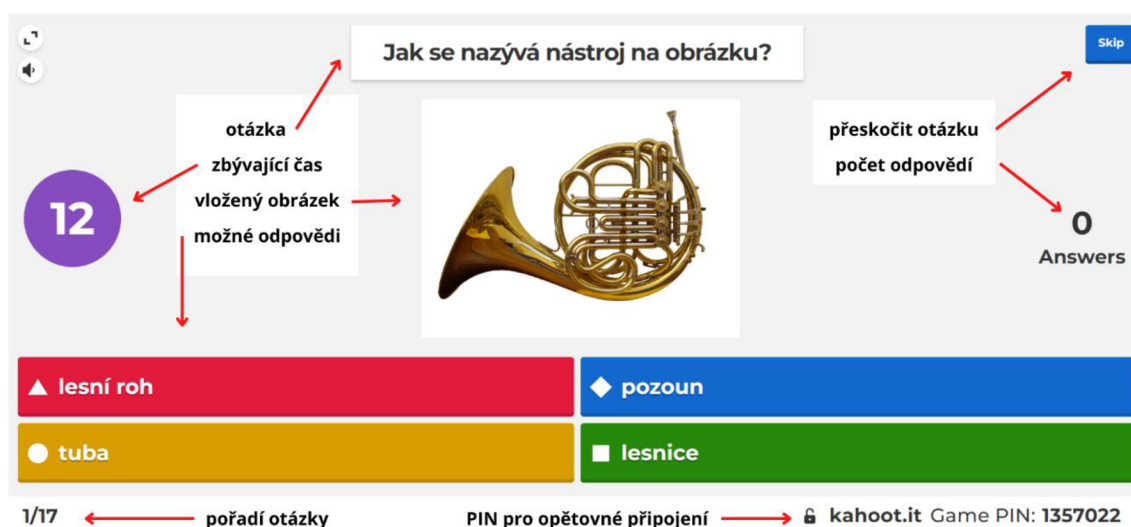 Jak se nazývá nástroj na obrázku?
Skip
otázka
zbývající čas
vložený obrázek
možné odpovědi
přeskočit otázku
počet odpovědí
12
0
Answers
lesní roh
pozoun
tuba
lesnice
1/17
pořadí otázky
PIN pro opětovné připojení
kahoot.it Game PIN: 1357022